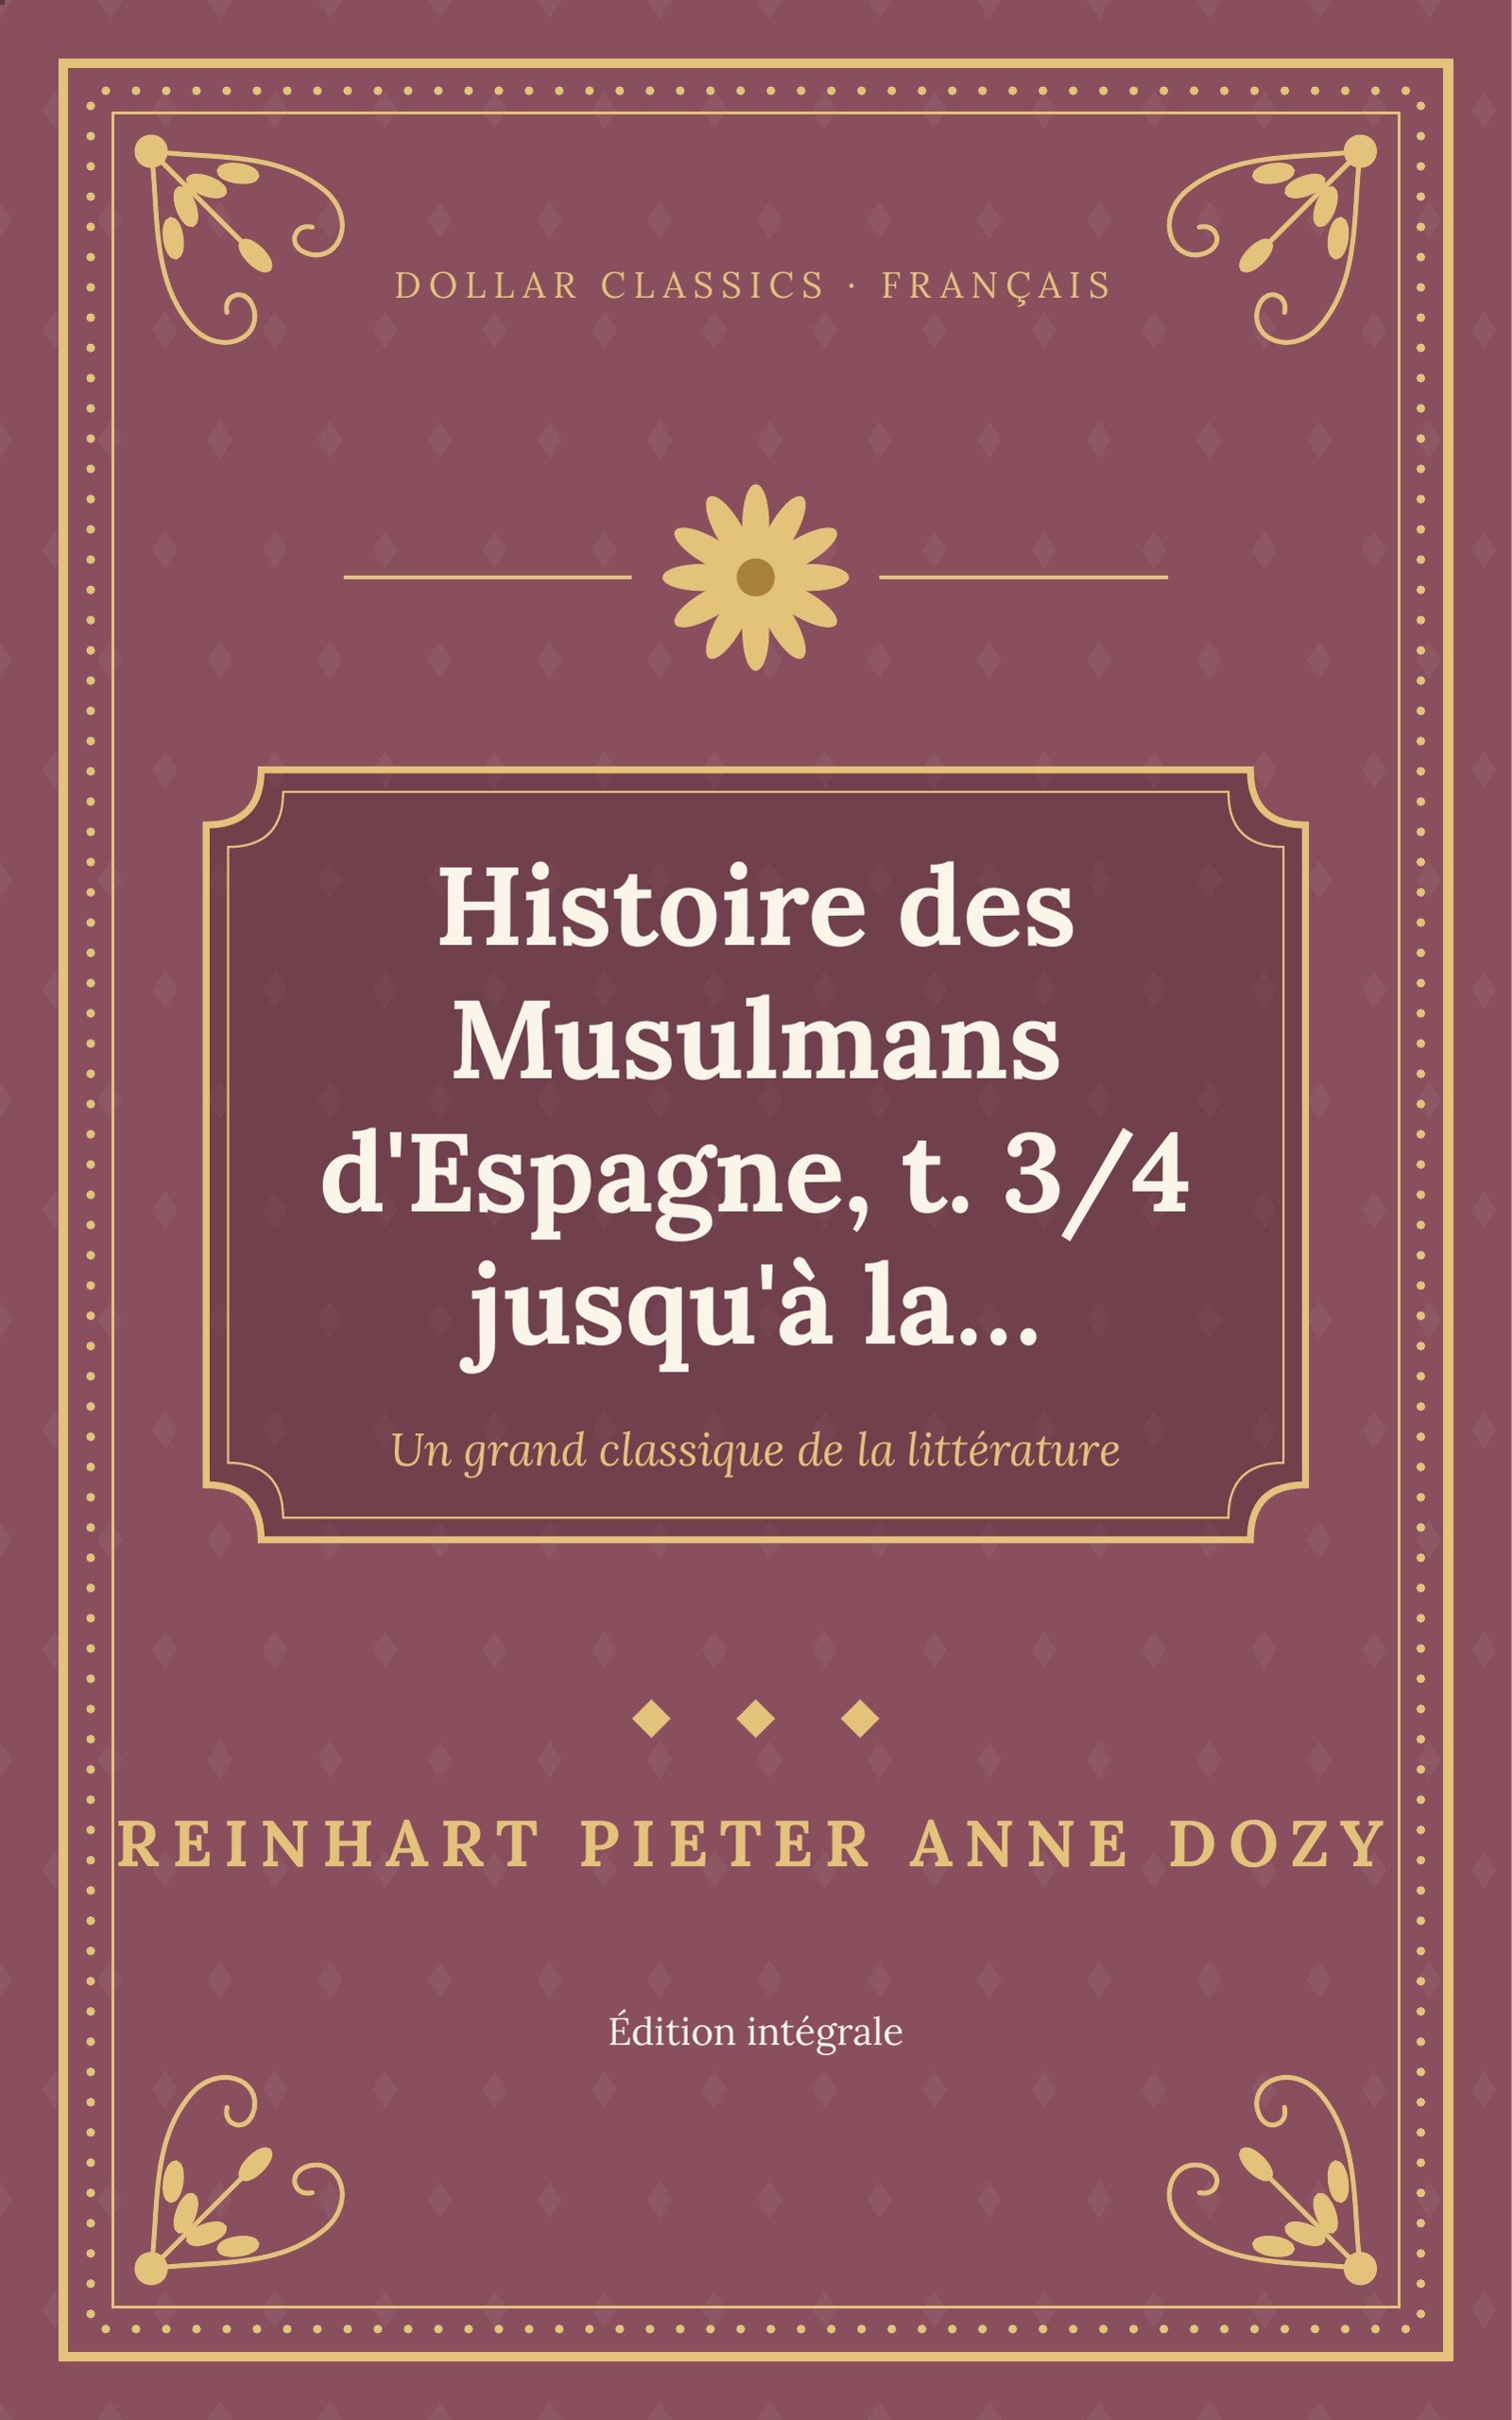 DOLLAR CLASSICS · FRANÇAIS
Histoire des
Musulmans
d'Espagne, t. 3/4
jusqu'à la...
Un grand classique de la littérature
REINHART PIETER ANNE DOZY
Édition intégrale